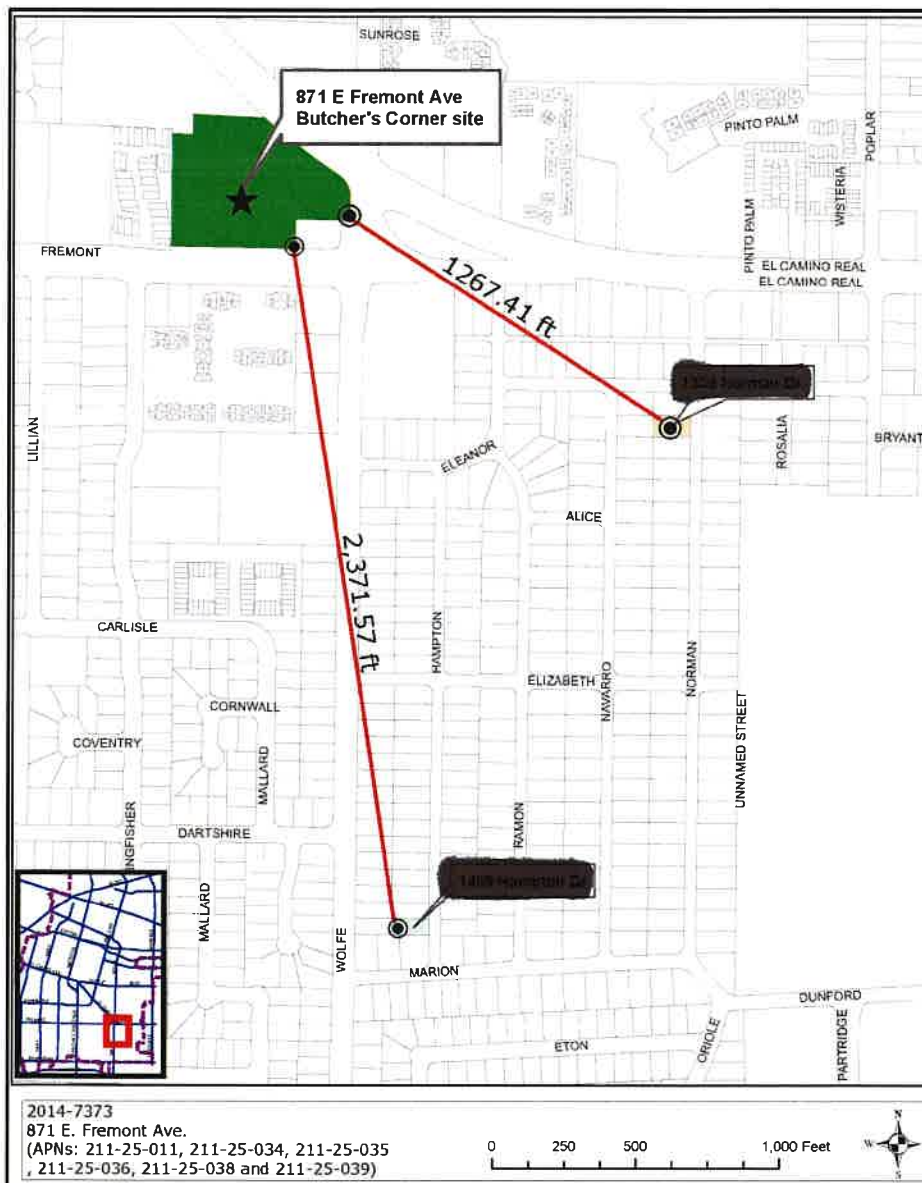 SUNROSE
871 E Fremont Ave
Butcher's Corner site
PINTO PALM
POPLAR
WISTERIA
PINTO PALM
FREMONT
EL CAMINO REAL
EL CAMINO REAL
1267.41 ft
LILLIAN
ROSALIA
BRYANT
ELEANOR
ALICE
2,371.57 ft
CARLISLE
HAMPTON
ELIZABETH
NAVARRO
NORMAN
CORNWALL
COVENTRY
MALLARD
UNNAMED STREET
DARTSHIRE
INGFISHER
RAMON
MALLARD
WOLFE
MARION
DUNFORD
ETON
ORIOLE
PARTRIDGE
2014-7373
871 E. Fremont Ave.
(APNs: 211-25-011, 211-25-034, 211-25-035
, 211-25-036, 211-25-038 and 211-25-039)
0 250 500 1,000 Feet
N
W E
S